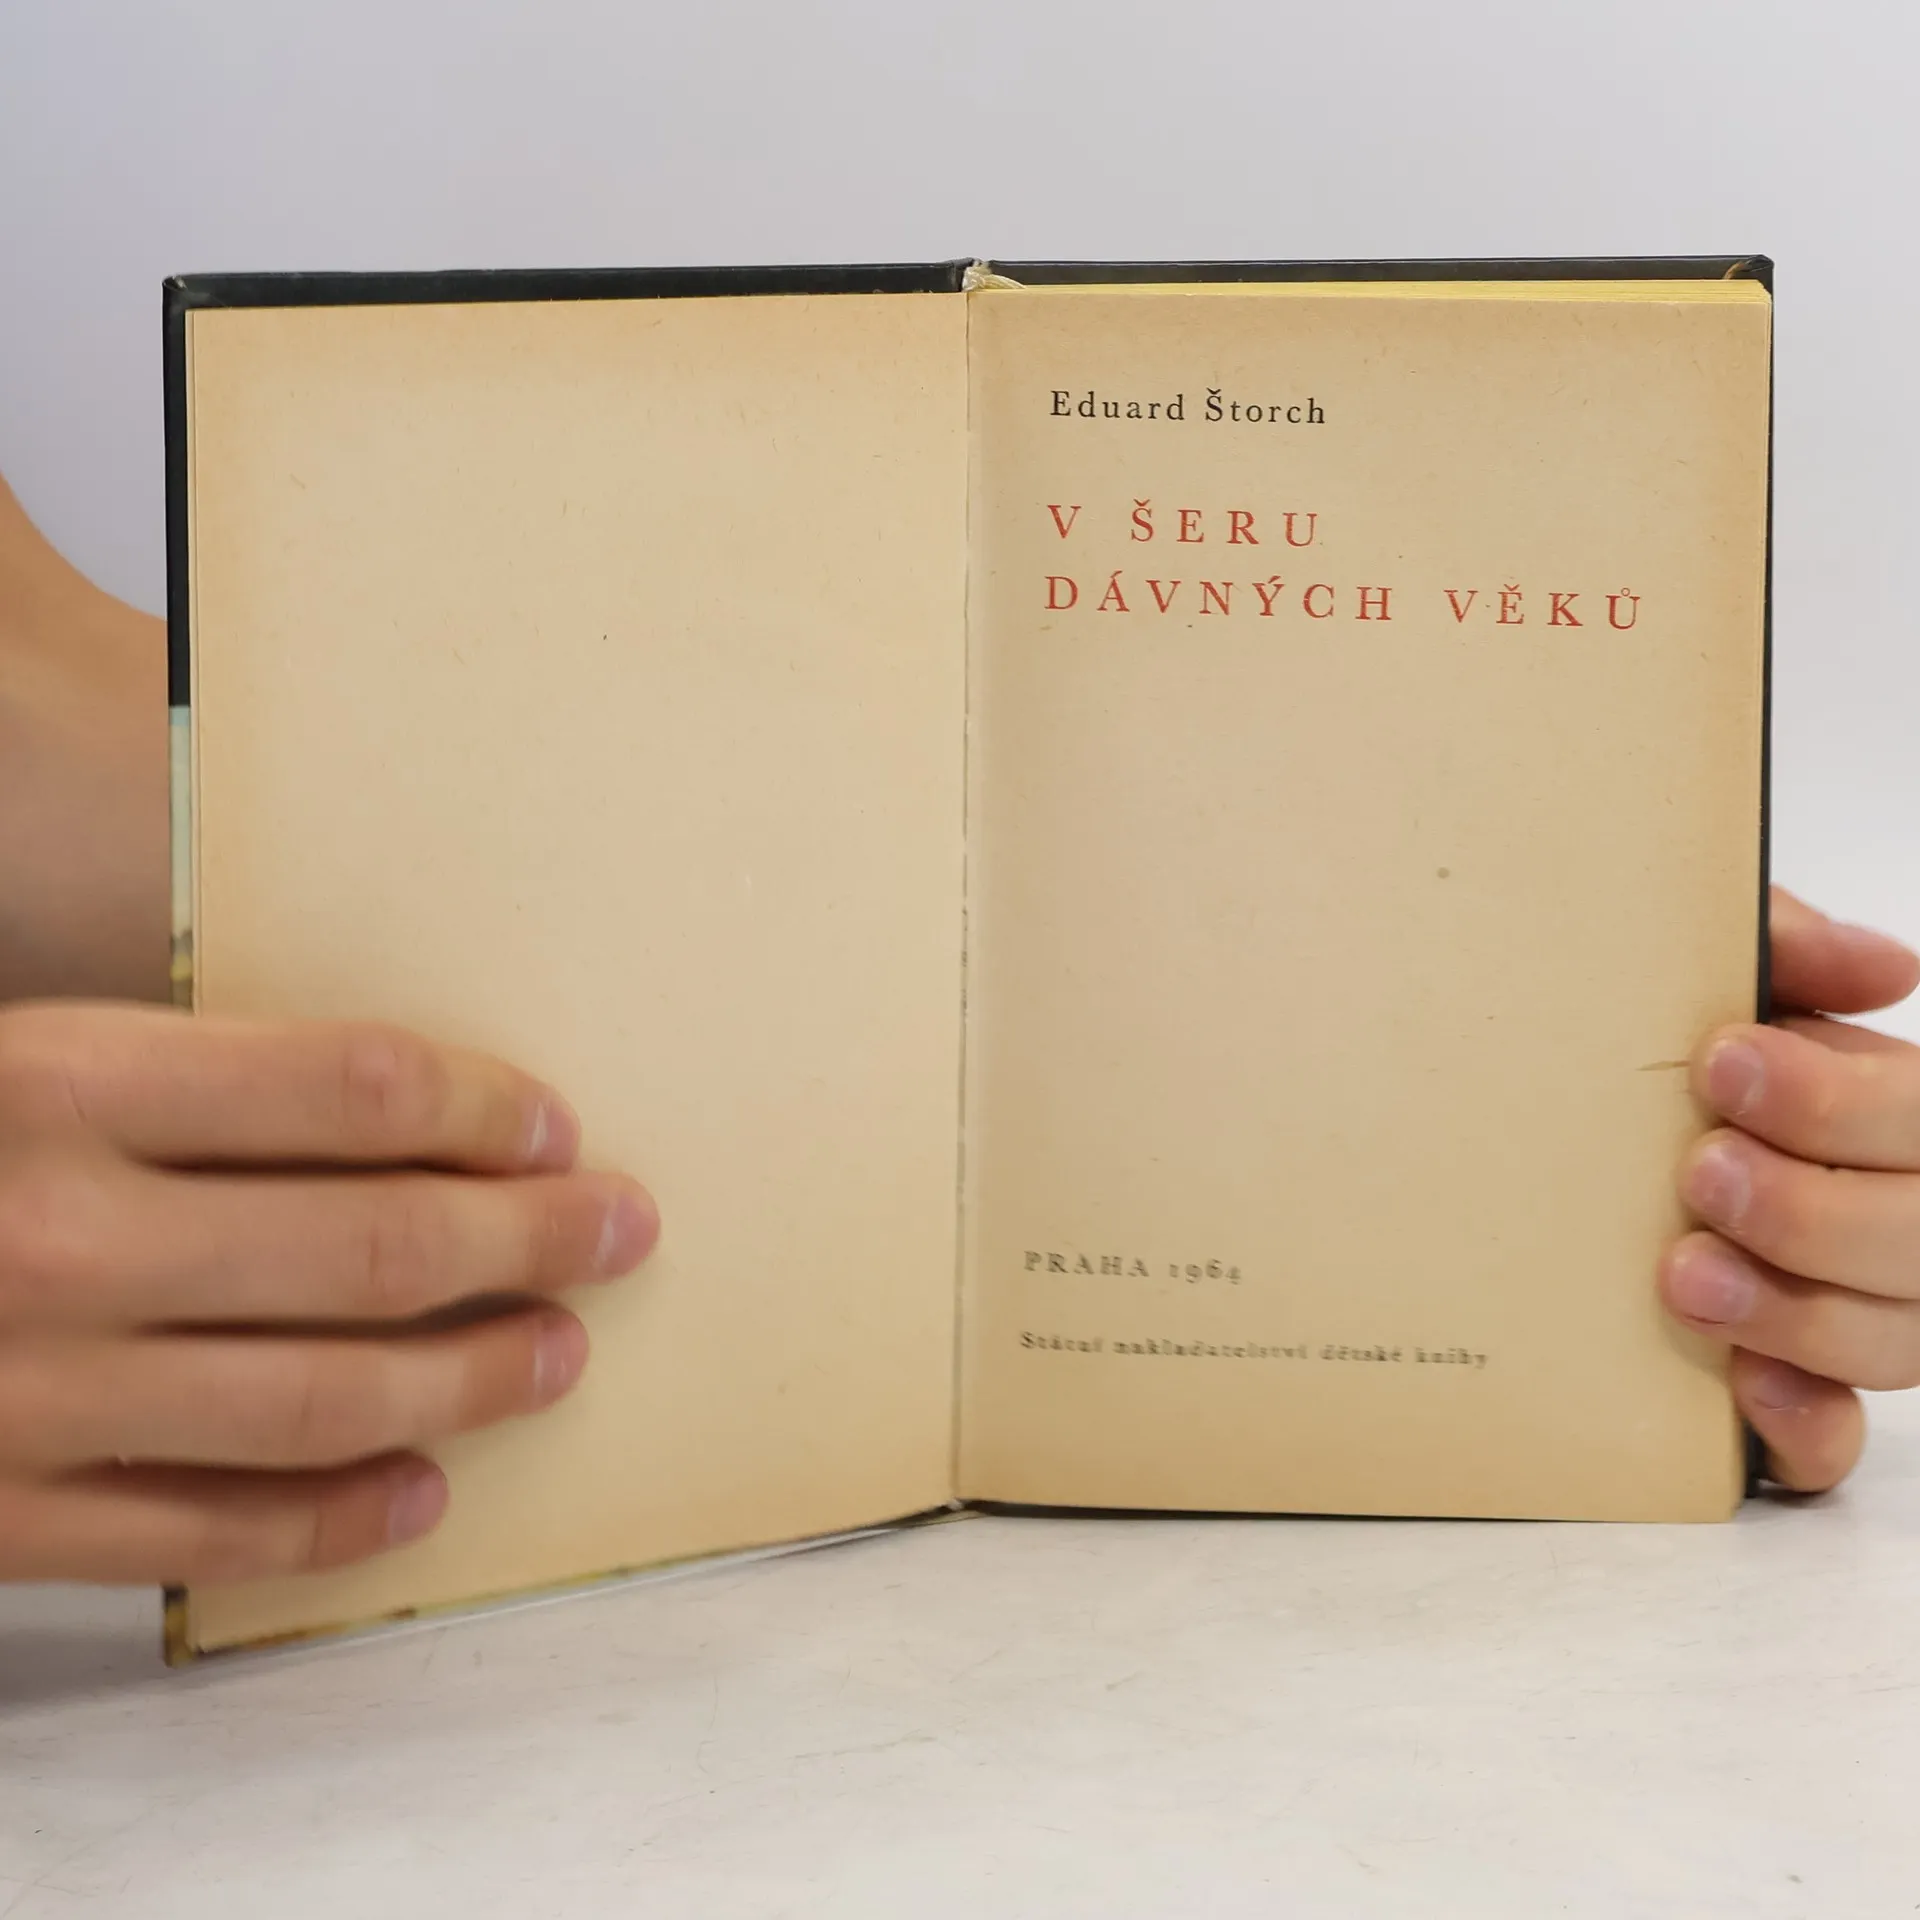 Eduard Štorch
V ŠERU
DÁVNÝCH VĚKŮ
PRAHA 1964
Státní nakladatelství dětské knihy